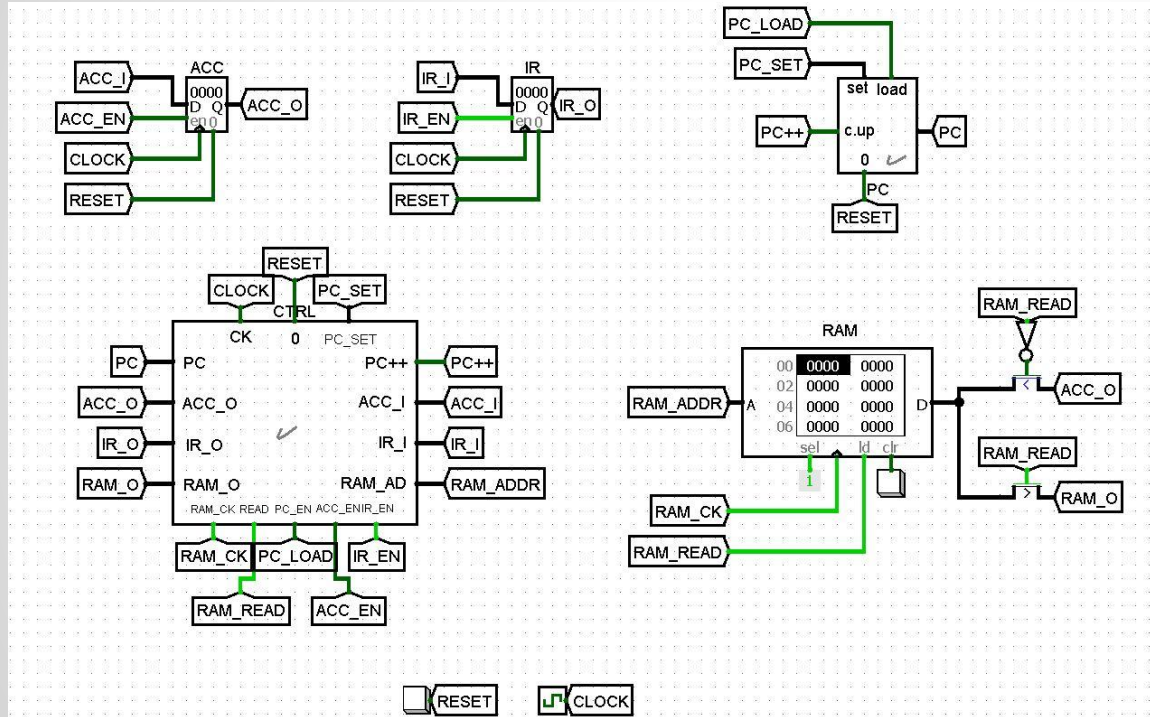 PC_LOAD
ACC
IR
PC_SET
ACC_I
0000
D Q
en 0
ACC_O
ACC_EN
CLOCK
RESET
IR_I
0000
D Q
en 0
IR_O
IR_EN
CLOCK
RESET
set load
PC++
c.up
PC
0
PC
RESET
RESET
CLOCK
PC_SET
CTRL
CK 0 PC_SET
PC PC PC++ PC++
ACC_O ACC_O ACC_I ACC_I
IR_O IR_O IR_I IR_I
RAM_O RAM_O RAM_AD RAM_ADDR
RAM_CK READ PC_EN ACC_EN IR_EN
RAM_CK PC_LOAD IR_EN
RAM_READ ACC_EN
RAM_READ
RAM
00 0000 0000
02 0000 0000
04 0000 0000
06 0000 0000
RAM_ADDR A D
sel ld clr
1
ACC_O
RAM_READ
RAM_O
RAM_CK
RAM_READ
RESET CLOCK